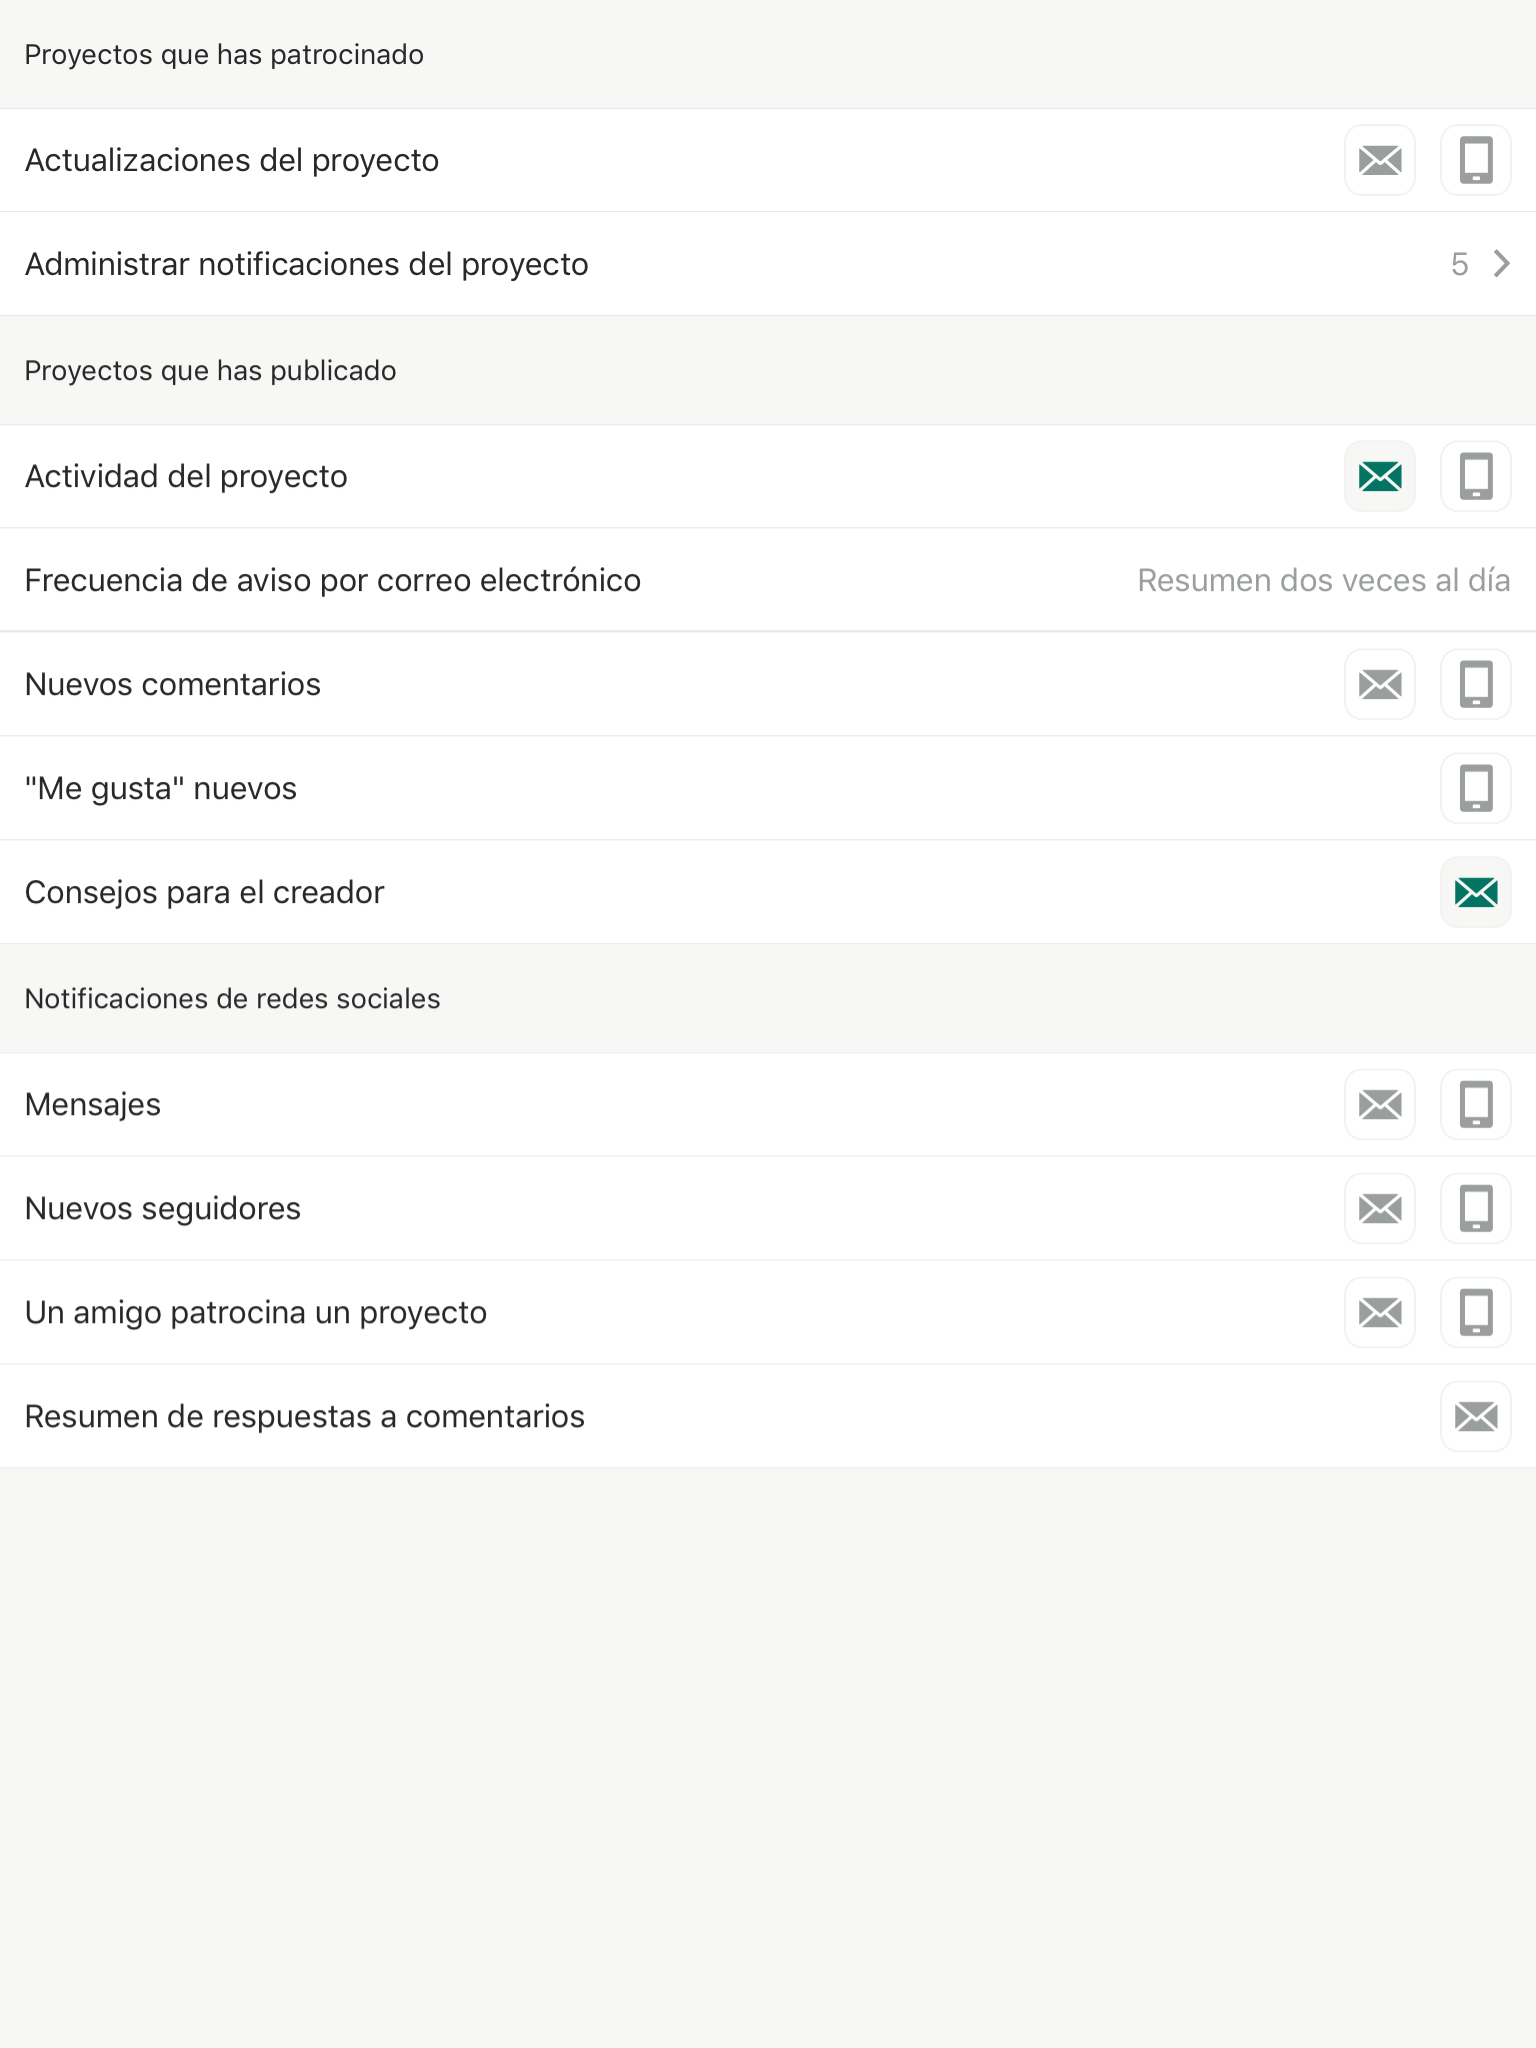 Proyectos que has patrocinado
Actualizaciones del proyecto
Administrar notificaciones del proyecto 5
Proyectos que has publicado
Actividad del proyecto
Frecuencia de aviso por correo electrónico Resumen dos veces al día
Nuevos comentarios
"Me gusta" nuevos
Consejos para el creador
Notificaciones de redes sociales
Mensajes
Nuevos seguidores
Un amigo patrocina un proyecto
Resumen de respuestas a comentarios